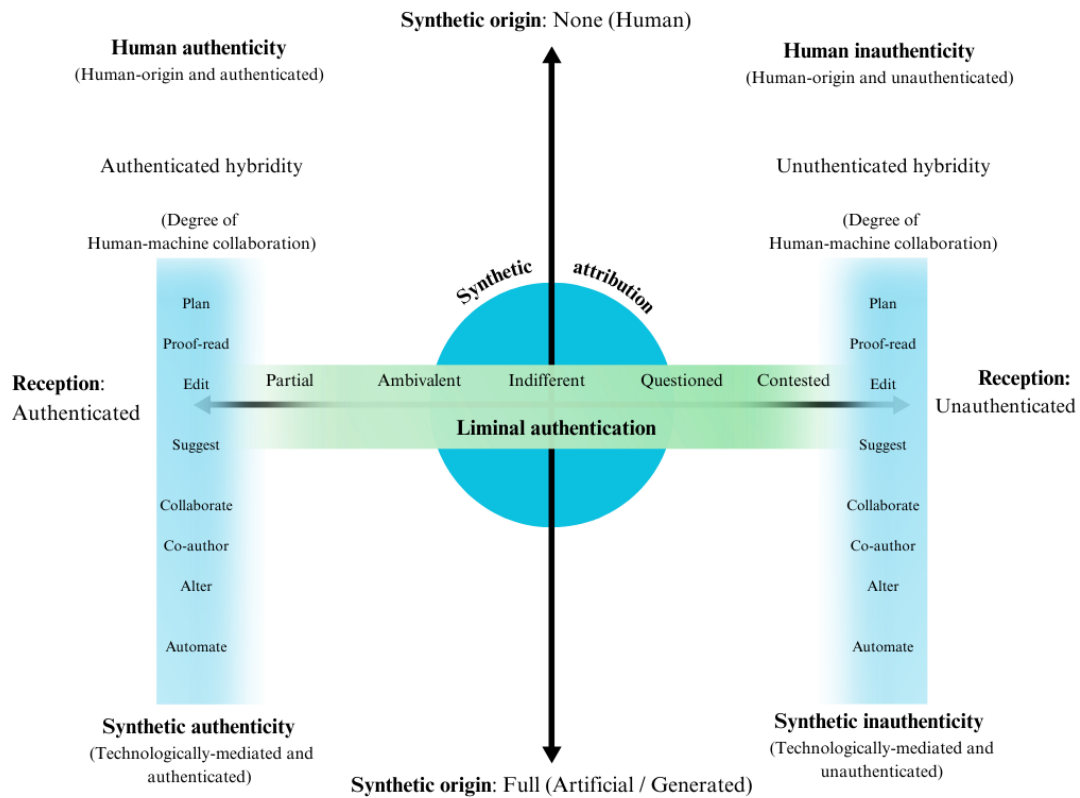 Synthetic origin: None (Human)
Human authenticity
(Human-origin and authenticated)
Human inauthenticity
(Human-origin and unauthenticated)
Authenticated hybridity
Unuthenticated hybridity
(Degree of
Human-machine collaboration)
(Degree of
Human-machine collaboration)
Synthetic attribution
Plan
Proof-read
Edit
Suggest
Collaborate
Co-author
Alter
Automate
Reception:
Authenticated
Partial
Ambivalent
Indifferent
Questioned
Contested
Liminal authentication
Plan
Proof-read
Edit
Suggest
Collaborate
Co-author
Alter
Automate
Reception:
Unauthenticated
Synthetic authenticity
(Technologically-mediated and
authenticated)
Synthetic inauthenticity
(Technologically-mediated and
unauthenticated)
Synthetic origin: Full (Artificial / Generated)